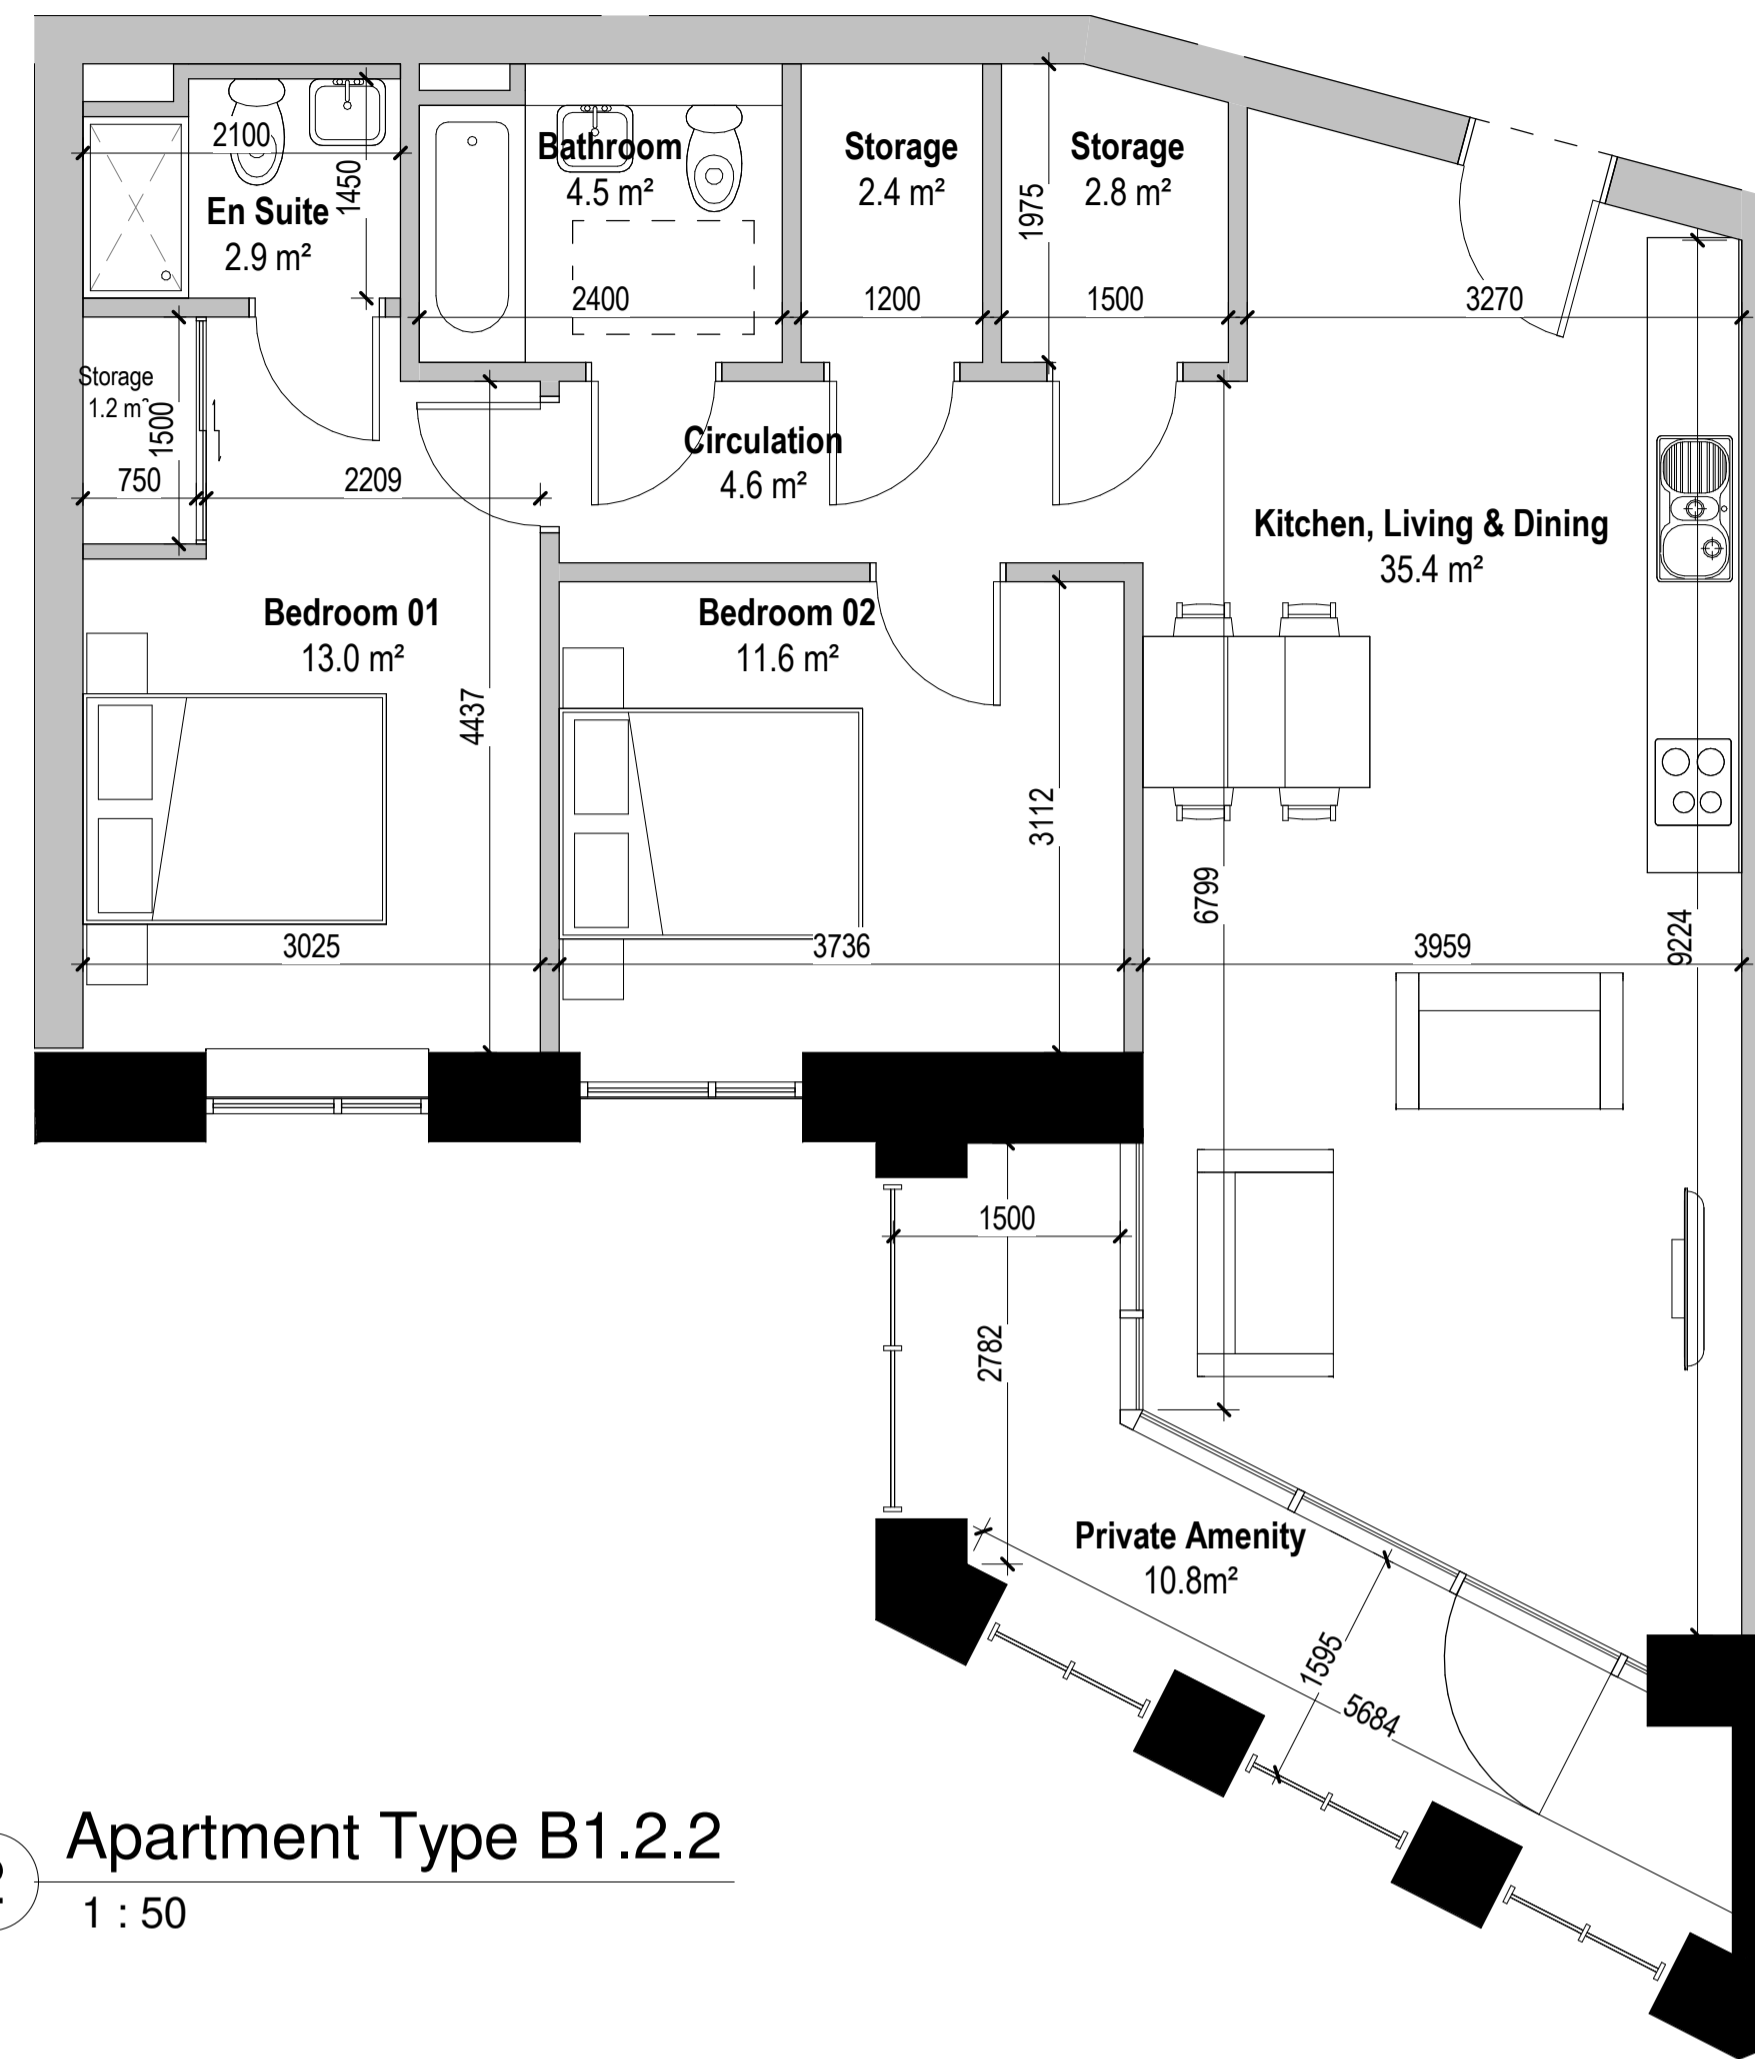 2100
1450
En Suite
2.9 m²
Bathroom
4.5 m²
Storage
2.4 m²
Storage
2.8 m²
1975
2400
1200
1500
3270
Storage
1.2 m²
1500
750
2209
Circulation
4.6 m²
Kitchen, Living & Dining
35.4 m²
Bedroom 01
13.0 m²
Bedroom 02
11.6 m²
4437
3112
6799
9224
3025
3736
3959
1500
2782
Private Amenity
10.8m²
1595
5684
Apartment Type B1.2.2
1 : 50